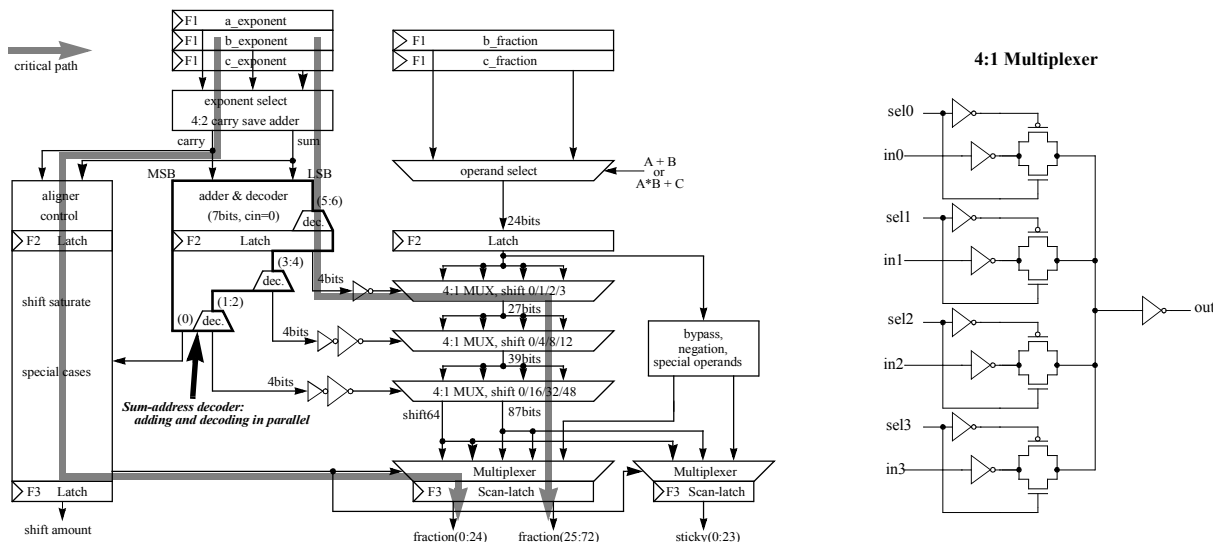 F1 a_exponent
F1 b_exponent
F1 c_exponent
critical path
exponent select
4:2 carry save adder
carry
sum
F1 b_fraction
F1 c_fraction
operand select
A + B
or
A*B + C
24bits
MSB
LSB
aligner
control
adder & decoder
(7bits, cin=0)
(5:6)
dec.
F2 Latch
F2 Latch
F2 Latch
shift saturate
special cases
(3:4)
dec.
(1:2)
(0)
dec.
4bits
4:1 MUX, shift 0/1/2/3
27bits
4bits
4:1 MUX, shift 0/4/8/12
39bits
4bits
4:1 MUX, shift 0/16/32/48
shift64
87bits
bypass,
negation,
special operands
Sum-address decoder:
adding and decoding in parallel
Multiplexer
Multiplexer
F3 Latch
F3 Scan-latch
F3 Scan-latch
shift amount
fraction(0:24)
fraction(25:72)
sticky(0:23)
4:1 Multiplexer
sel0
in0
sel1
in1
sel2
in2
sel3
in3
out